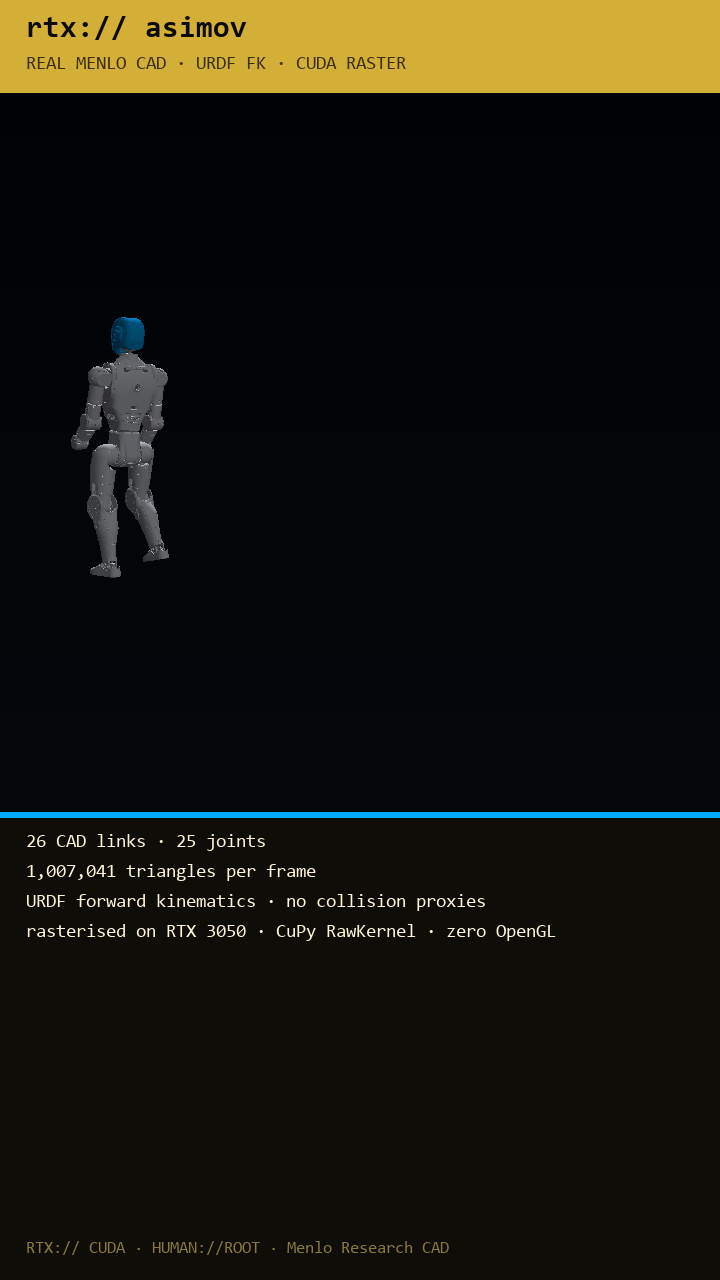 rtx:// asimov
REAL MENLO CAD · URDF FK · CUDA RASTER
26 CAD links · 25 joints
1,007,041 triangles per frame
URDF forward kinematics · no collision proxies
rasterised on RTX 3050 · CuPy RawKernel · zero OpenGL
RTX:// CUDA · HUMAN://ROOT · Menlo Research CAD